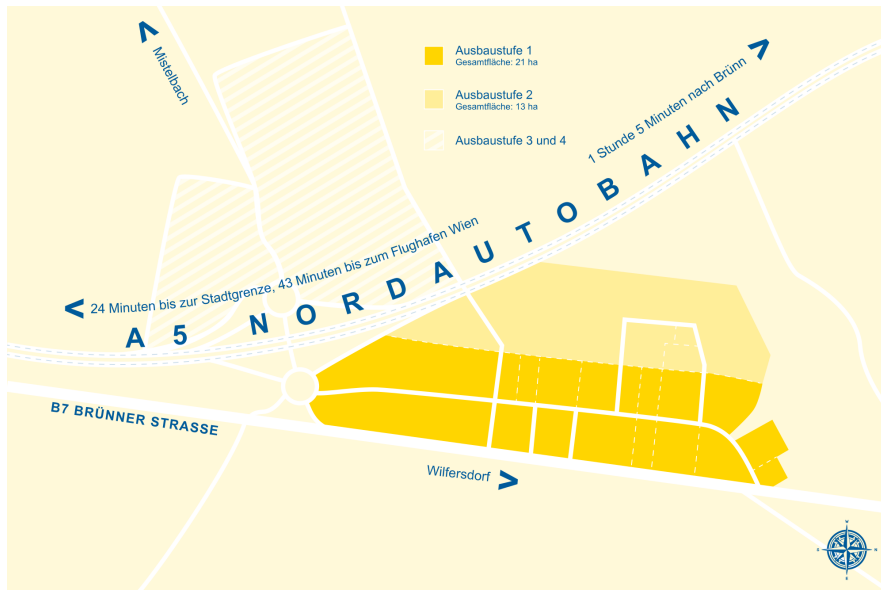 Mistelbach
Ausbaustufe 1
Gesamtfläche: 21 ha
Ausbaustufe 2
Gesamtfläche: 13 ha
Ausbaustufe 3 und 4
1 Stunde 5 Minuten nach Brünn
24 Minuten bis zur Stadtgrenze, 43 Minuten bis zum Flughafen Wien
A5 NORDAUTOBAHN
B7 BRÜNNER STRASSE
Wilfersdorf
W
S N
E